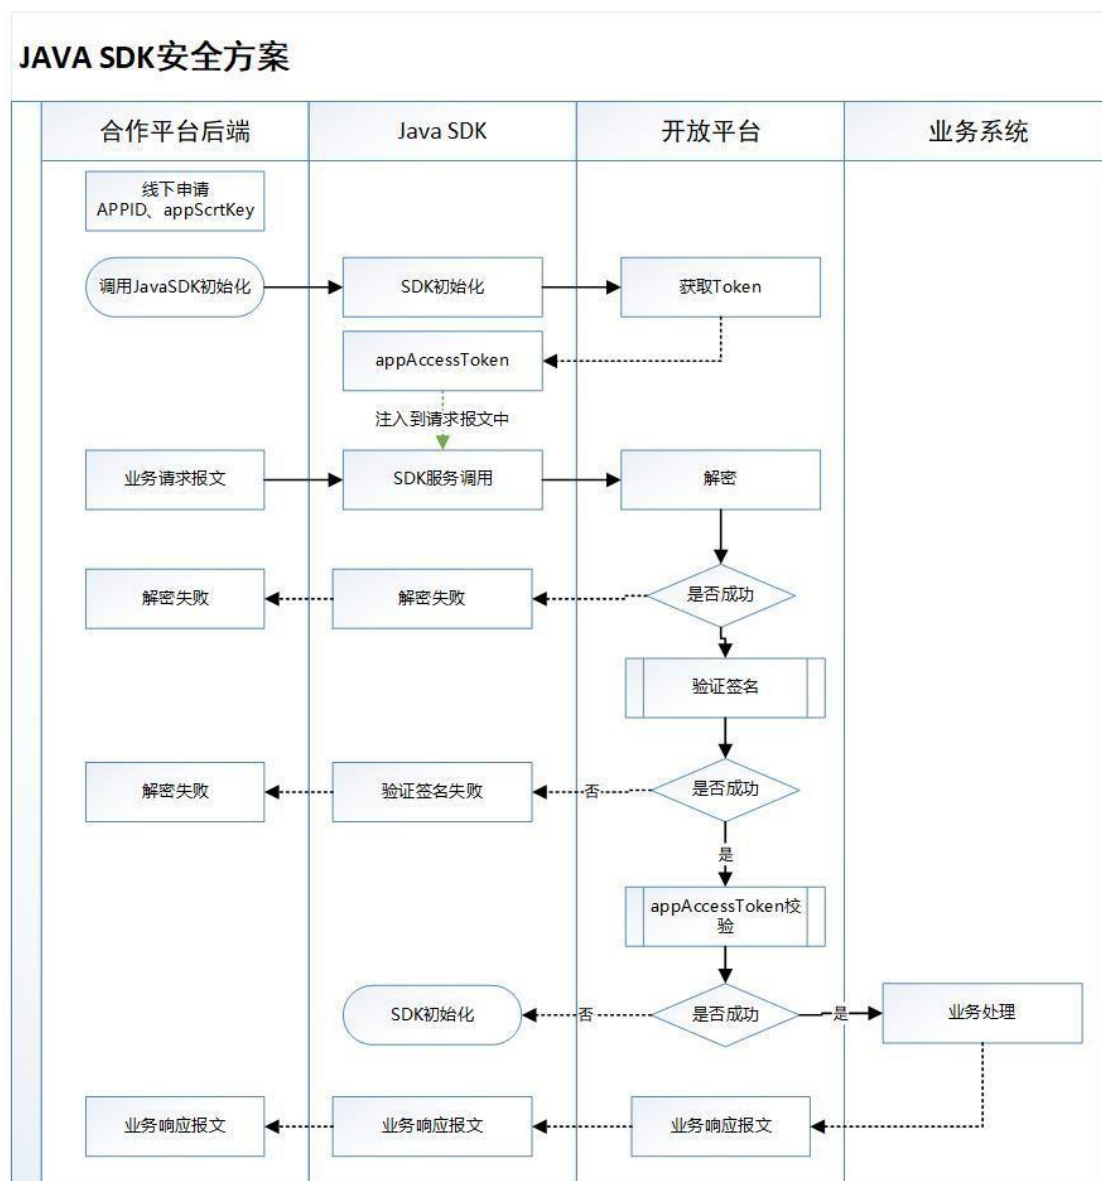 JAVA SDK安全方案
合作平台后端
Java SDK
开放平台
业务系统
线下申请
APPID、appScrtKey
调用JavaSDK初始化
SDK初始化
获取Token
appAccessToken
注入到请求报文中
业务请求报文
SDK服务调用
解密
解密失败
解密失败
是否成功
验证签名
解密失败
验证签名失败
否
是否成功
是
appAccessToken校
验
SDK初始化
否
是否成功
是
业务处理
业务响应报文
业务响应报文
业务响应报文